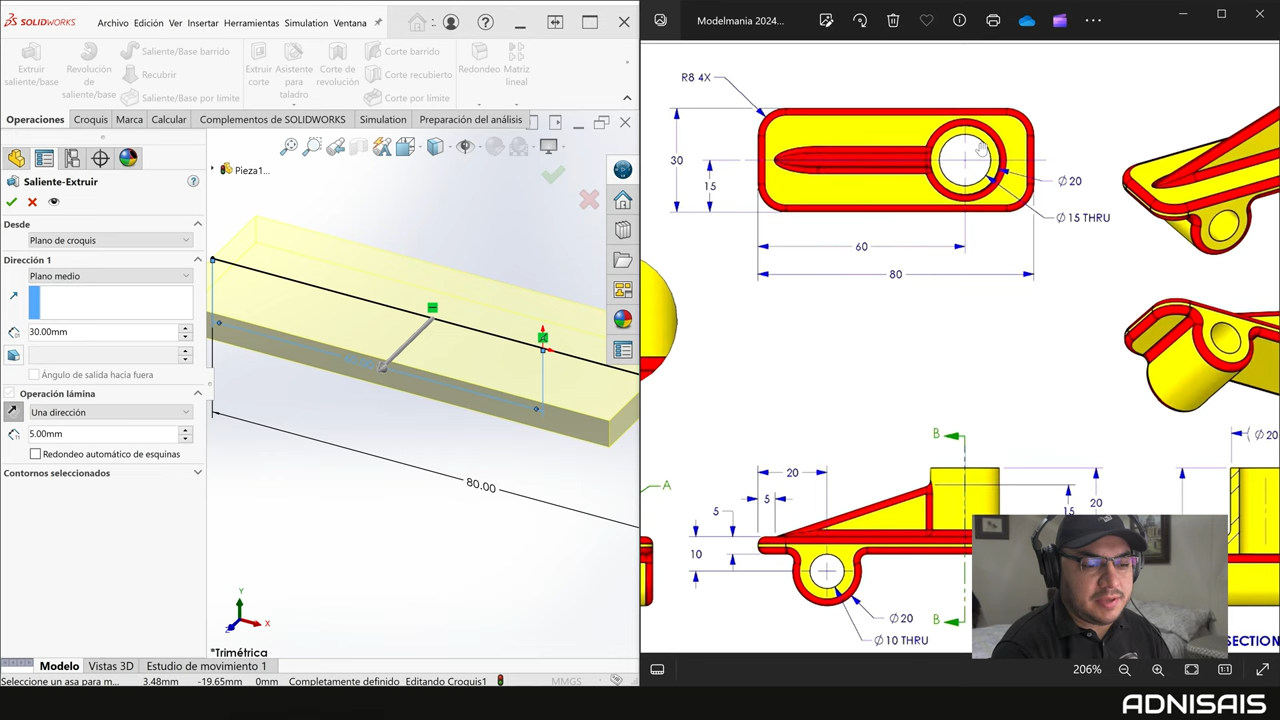 SOLIDWORKS
Archivo Edición Ver Insertar Herramientas Simulation Ventana
Extruir saliente/base
Revolución de saliente/base
Saliente/Base barrido
Recubrir
Saliente/Base por límite
Extruir corte
Asistente para taladro
Corte de revolución
Corte barrido
Corte recubierto
Corte por límite
Redondeo
Matriz lineal
Operaciones Croquis Marca Calcular Complementos de SOLIDWORKS Simulation Preparación del análisis
Saliente-Extruir
Desde
Plano de croquis
Dirección 1
Plano medio
30.00mm
Ángulo de salida hacia fuera
Operación lámina
Una dirección
5.00mm
Redondeo automático de esquinas
Contornos seleccionados
Pieza1...
80.00
Y
X
Z
*Trimétrica
Modelo Vistas 3D Estudio de movimiento 1
Seleccione un asa para m... 3.48mm -19.65mm 0mm Completamente definido Editando Croquis1 MMGS
Modelmania 2024...
R8 4X
30
15
Ø20
Ø15 THRU
60
80
B
20
5
A
5
10
20
15
Ø20
B
Ø20
Ø10 THRU
SECTION
206%
ADNISAIS